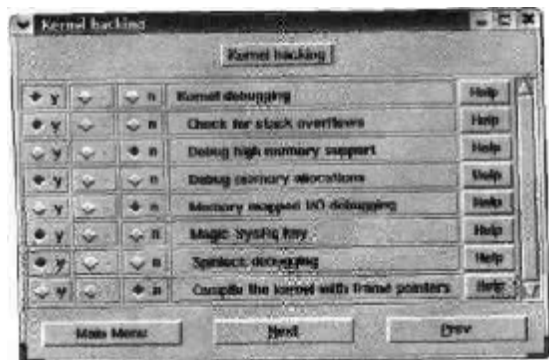 Kernel hacking
Kernel hacking
y - n Kernel debugging Help
y - n Check for stack overflows Help
y - n Debug high memory support Help
y - n Debug memory allocations Help
y - n Memory mapped I/O debugging Help
y - n Magic SysRq key Help
y - n Spinlock debugging Help
y - n Compile the kernel with frame pointers Help
Main Menu Next Prev